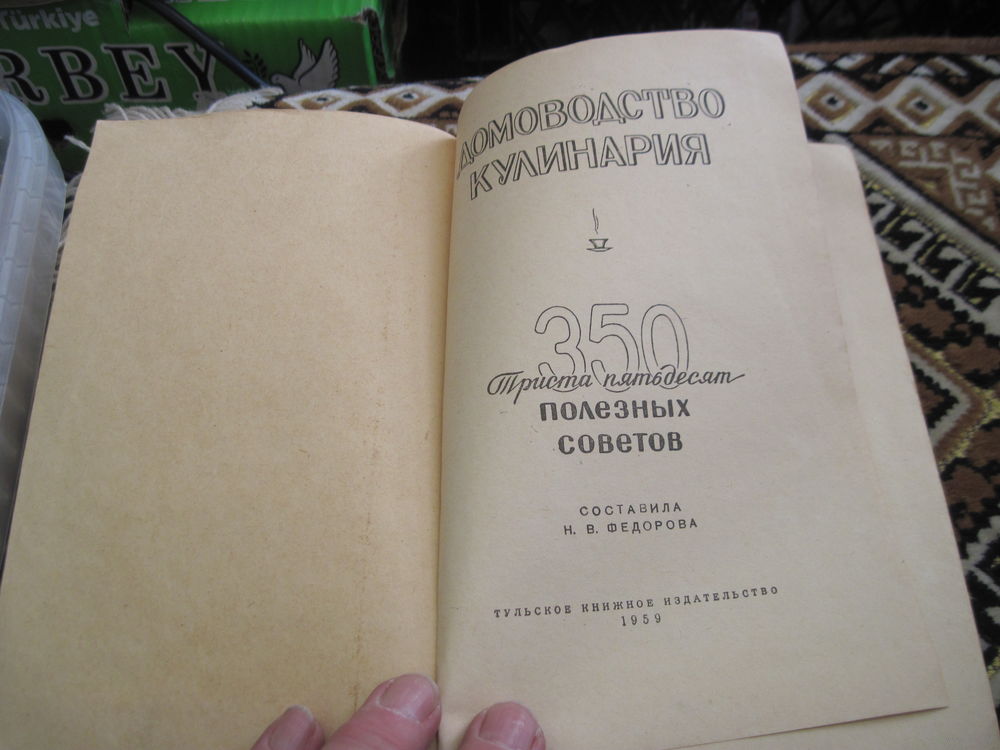 Türkiye
RBEY
ДОМОВОДСТВО
КУЛИНАРИЯ
350
Триста пятьдесят
ПОЛЕЗНЫХ
СОВЕТОВ
СОСТАВИЛА
Н. В. ФЕДОРОВА
ТУЛЬСКОЕ КНИЖНОЕ ИЗДАТЕЛЬСТВО
1959